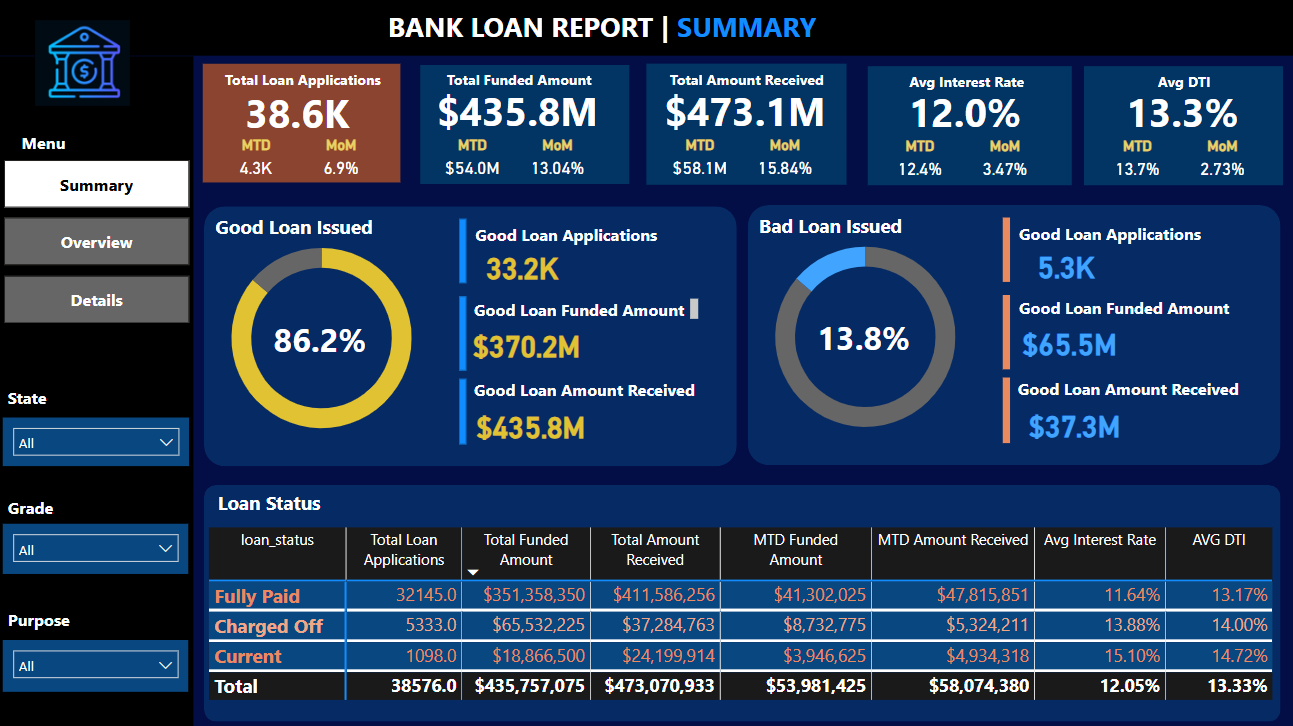 BANK LOAN REPORT | SUMMARY
Menu
Summary
Overview
Details
State
All
Grade
All
Purpose
All
Total Loan Applications
38.6K
MTD MoM
4.3K 6.9%
Total Funded Amount
$435.8M
MTD MoM
$54.0M 13.04%
Total Amount Received
$473.1M
MTD MoM
$58.1M 15.84%
Avg Interest Rate
12.0%
MTD MoM
12.4% 3.47%
Avg DTI
13.3%
MTD MoM
13.7% 2.73%
Good Loan Issued
86.2%
Good Loan Applications
33.2K
Good Loan Funded Amount
$370.2M
Good Loan Amount Received
$435.8M
Bad Loan Issued
13.8%
Good Loan Applications
5.3K
Good Loan Funded Amount
$65.5M
Good Loan Amount Received
$37.3M
Loan Status
loan_status Total Loan Applications Total Funded Amount Total Amount Received MTD Funded Amount MTD Amount Received Avg Interest Rate AVG DTI
Fully Paid 32145.0 $351,358,350 $411,586,256 $41,302,025 $47,815,851 11.64% 13.17%
Charged Off 5333.0 $65,532,225 $37,284,763 $8,732,775 $5,324,211 13.88% 14.00%
Current 1098.0 $18,866,500 $24,199,914 $3,946,625 $4,934,318 15.10% 14.72%
Total 38576.0 $435,757,075 $473,070,933 $53,981,425 $58,074,380 12.05% 13.33%